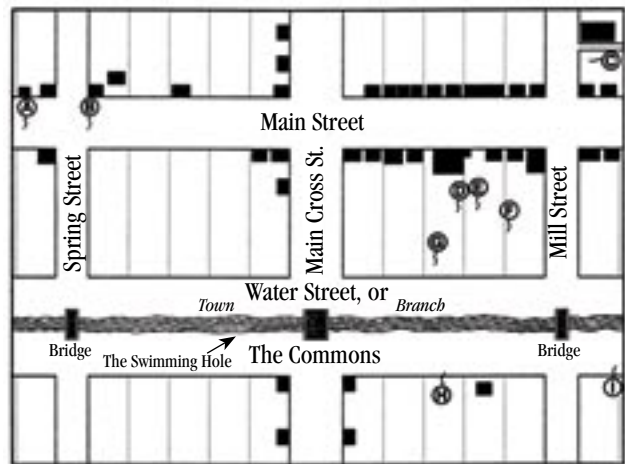 C
A
B
Main Street
Spring Street
Main Cross St.
Mill Street
D
E
F
G
Water Street, or
Town
Branch
Bridge
The Swimming Hole
The Commons
Bridge
H
I